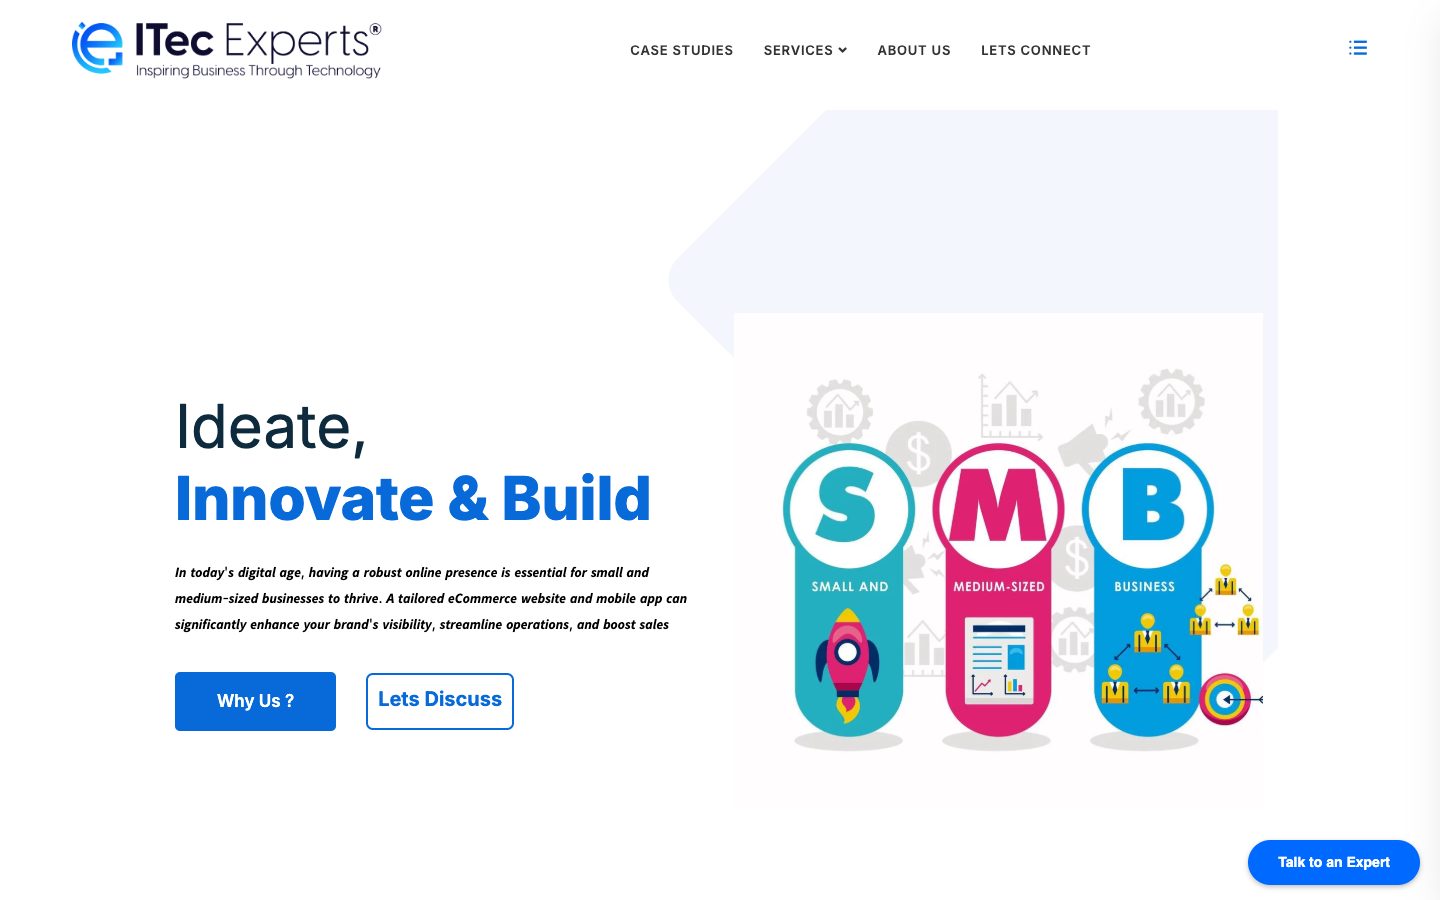 ITec Experts®
Inspiring Business Through Technology
CASE STUDIES
SERVICES
ABOUT US
LETS CONNECT
Ideate,
Innovate & Build
In today's digital age, having a robust online presence is essential for small and
medium-sized businesses to thrive. A tailored eCommerce website and mobile app can
significantly enhance your brand's visibility, streamline operations, and boost sales
Why Us ?
Lets Discuss
S M B
SMALL AND
MEDIUM-SIZED
BUSINESS
Talk to an Expert